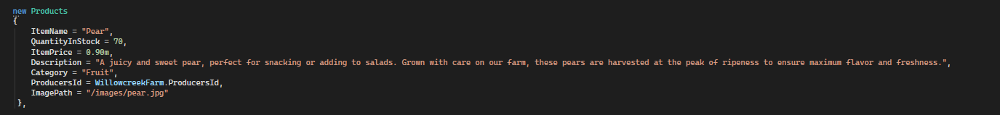 new Products
{
ItemName = "Pear",
QuantityInStock = 70,
ItemPrice = 0.90m,
Description = "A juicy and sweet pear, perfect for snacking or adding to salads. Grown with care on our farm, these pears are harvested at the peak of ripeness to ensure maximum flavor and freshness.",
Category = "Fruit",
ProducersId = WillowcreekFarm.ProducersId,
ImagePath = "/images/pear.jpg"
},